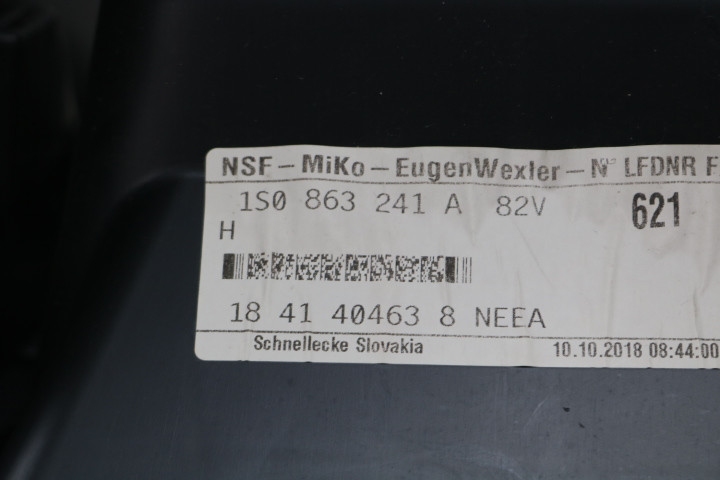 NSF - MiKo - EugenWexler - N° LFDNR F
1S0 863 241 A 82V 621
H
18 41 40463 8 NEEA
Schnellecke Slovakia 10.10.2018 08:44:00